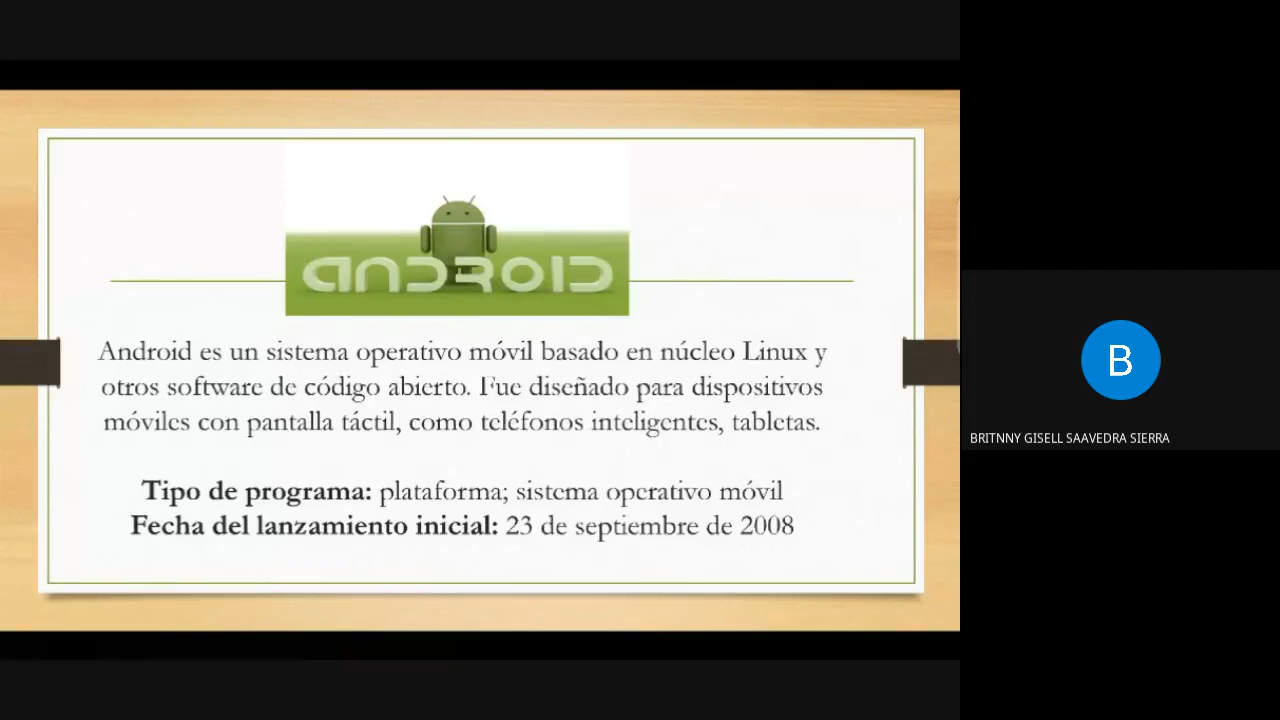 ANDROID
Android es un sistema operativo móvil basado en núcleo Linux y
otros software de código abierto. Fue diseñado para dispositivos
móviles con pantalla táctil, como teléfonos inteligentes, tabletas.
Tipo de programa: plataforma; sistema operativo móvil
Fecha del lanzamiento inicial: 23 de septiembre de 2008
B
BRITNNY GISELL SAAVEDRA SIERRA